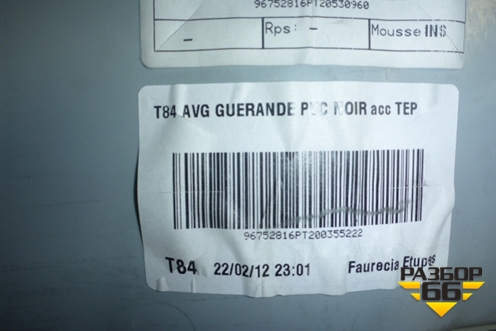 96752816PT20530960
-
Rps: -
Mousse INS
T84 AVG GUERANDE PVC NOIR acc TEP
96752816PT200355222
T84 22/02/12 23:01 Faurecia Etupes
РАЗБОР
66